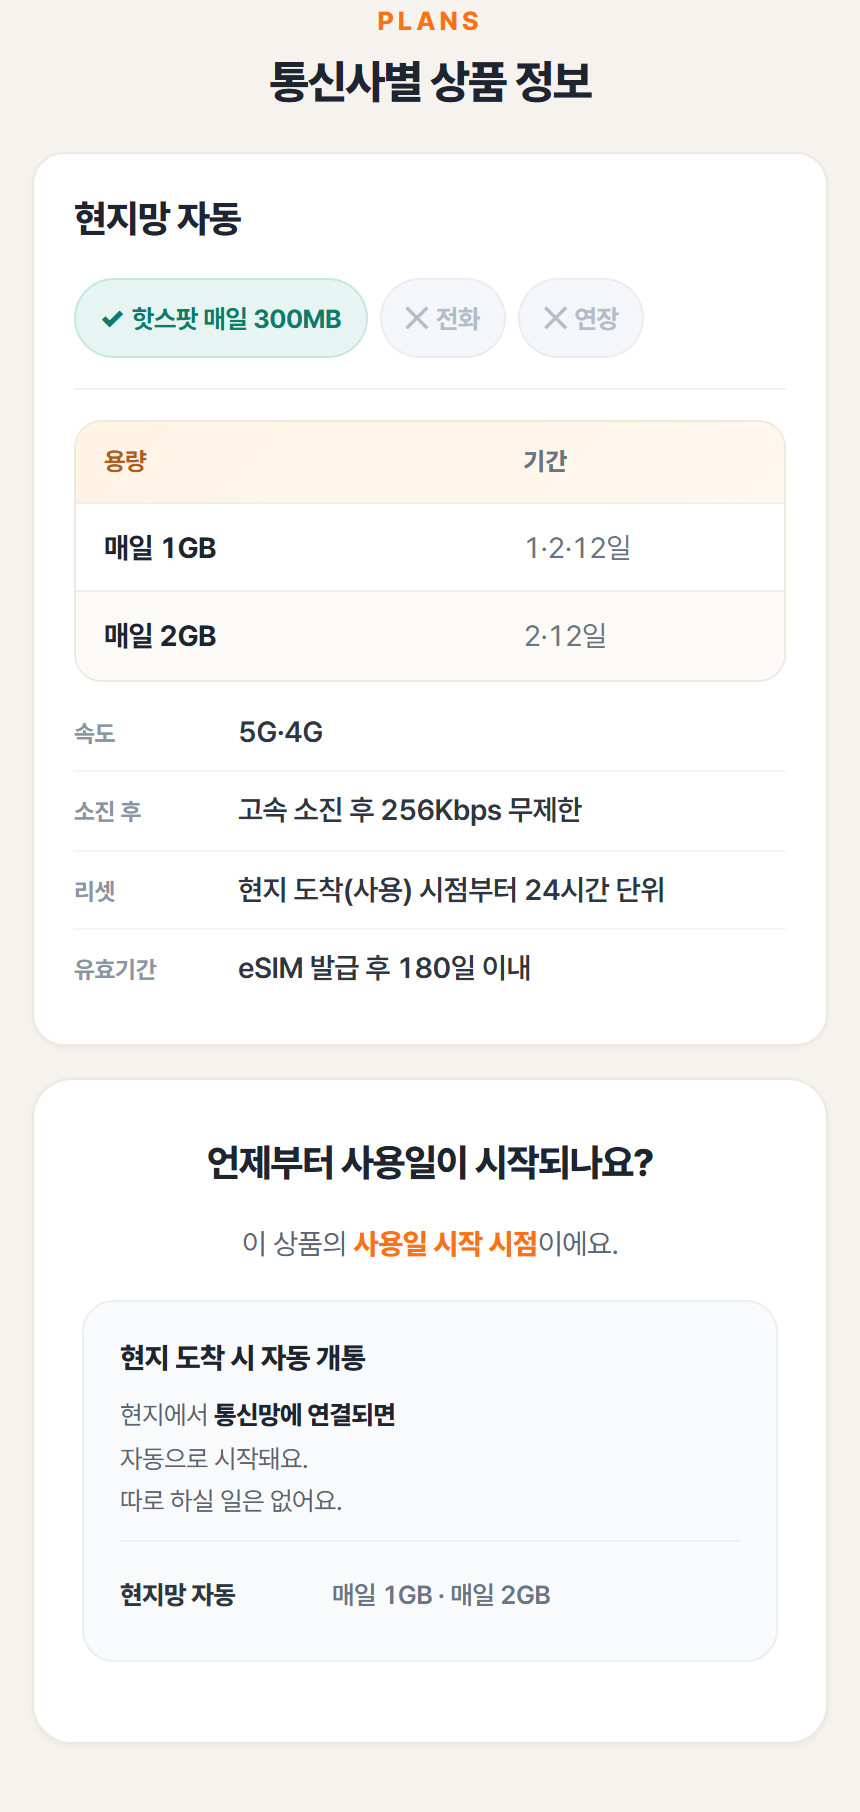 PLANS
통신사별 상품 정보
현지망 자동
✓ 핫스팟 매일 300MB
✕ 전화
✕ 연장
용량 기간
매일 1GB 1·2·12일
매일 2GB 2·12일
속도 5G·4G
소진 후 고속 소진 후 256Kbps 무제한
리셋 현지 도착(사용) 시점부터 24시간 단위
유효기간 eSIM 발급 후 180일 이내
언제부터 사용일이 시작되나요?
이 상품의 사용일 시작 시점이에요.
현지 도착 시 자동 개통
현지에서 통신망에 연결되면
자동으로 시작돼요.
따로 하실 일은 없어요.
현지망 자동 매일 1GB · 매일 2GB